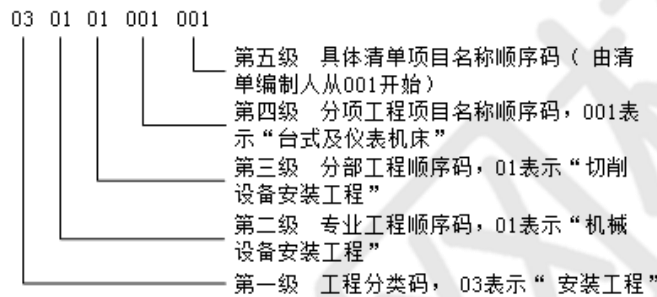 03 01 01 001 001
第五级 具体清单项目名称顺序码（ 由清
单编制人从001开始）
第四级 分项工程项目名称顺序码，001表
示“台式及仪表机床”
第三级 分部工程顺序码，01表示“切削
设备安装工程”
第二级 专业工程顺序码，01表示“机械
设备安装工程”
第一级 工程分类码， 03表示“ 安装工程”